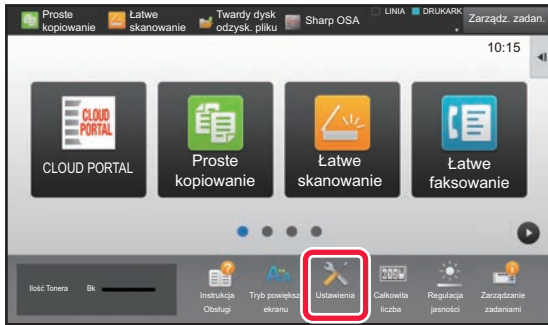 Proste
kopiowanie
Łatwe
skanowanie
Twardy dysk
odzysk. pliku
Sharp OSA
LINIA
DRUKARK
Zarządz. zadan.
10:15
CLOUD
PORTAL
CLOUD PORTAL
Proste
kopiowanie
Łatwe
skanowanie
Łatwe
faksowanie
Ilość Tonera Bk
Instrukcja
Obsługi
Tryb powiększ
ekranu
Ustawienia
Całkowita
liczba
Regulacja
jasności
Zarządzanie
zadaniami